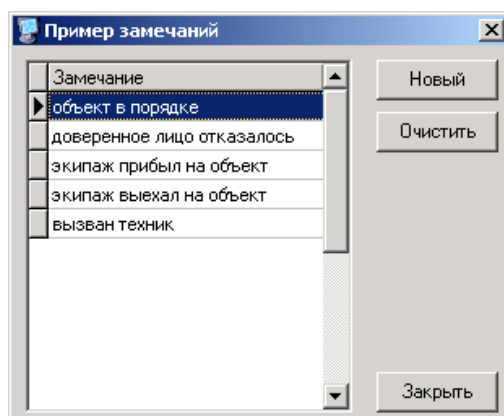 Пример замечаний
Замечание
объект в порядке
доверенное лицо отказалось
экипаж прибыл на объект
экипаж выехал на объект
вызван техник
Новый
Очистить
Закрыть